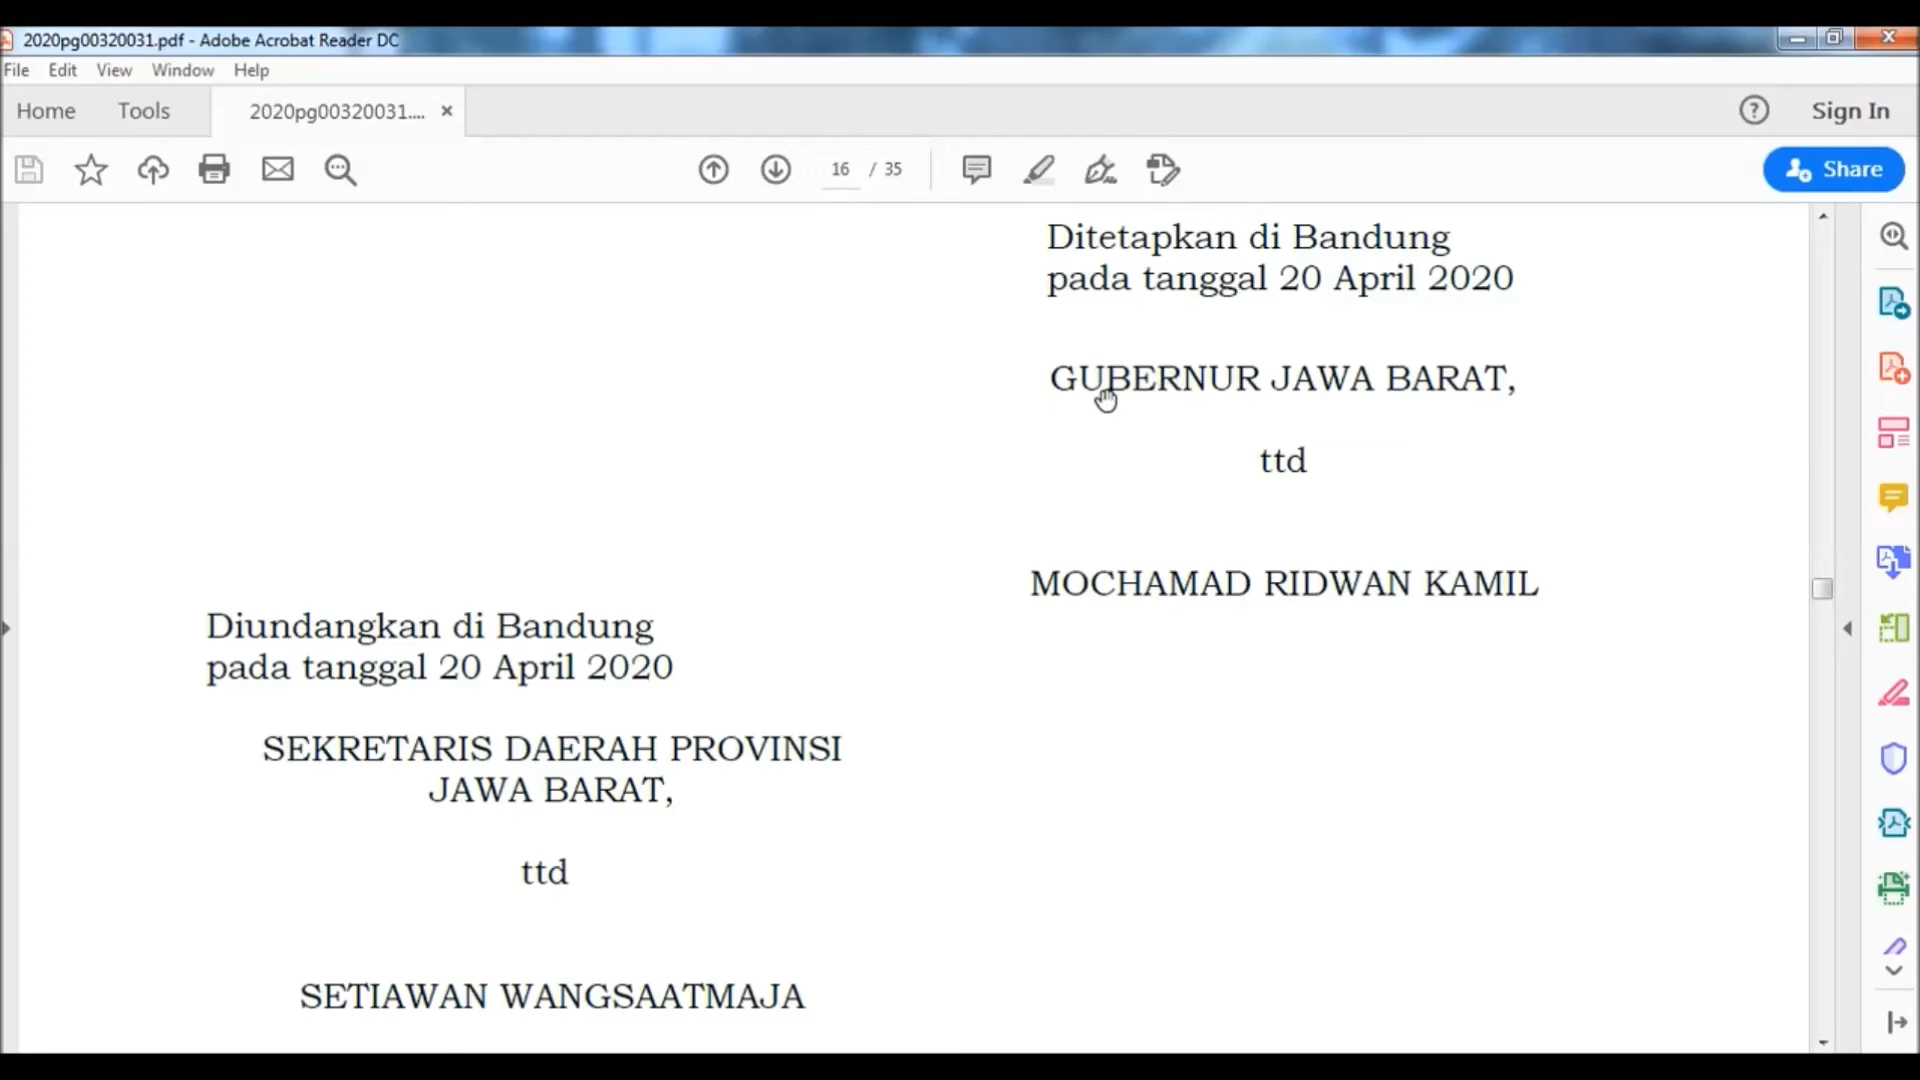 2020pg00320031.pdf - Adobe Acrobat Reader DC
File Edit View Window Help
Home Tools 2020pg00320031.... × Sign In
16 / 35 Share
Ditetapkan di Bandung
pada tanggal 20 April 2020
GUBERNUR JAWA BARAT,
ttd
MOCHAMAD RIDWAN KAMIL
Diundangkan di Bandung
pada tanggal 20 April 2020
SEKRETARIS DAERAH PROVINSI
JAWA BARAT,
ttd
SETIAWAN WANGSAATMAJA